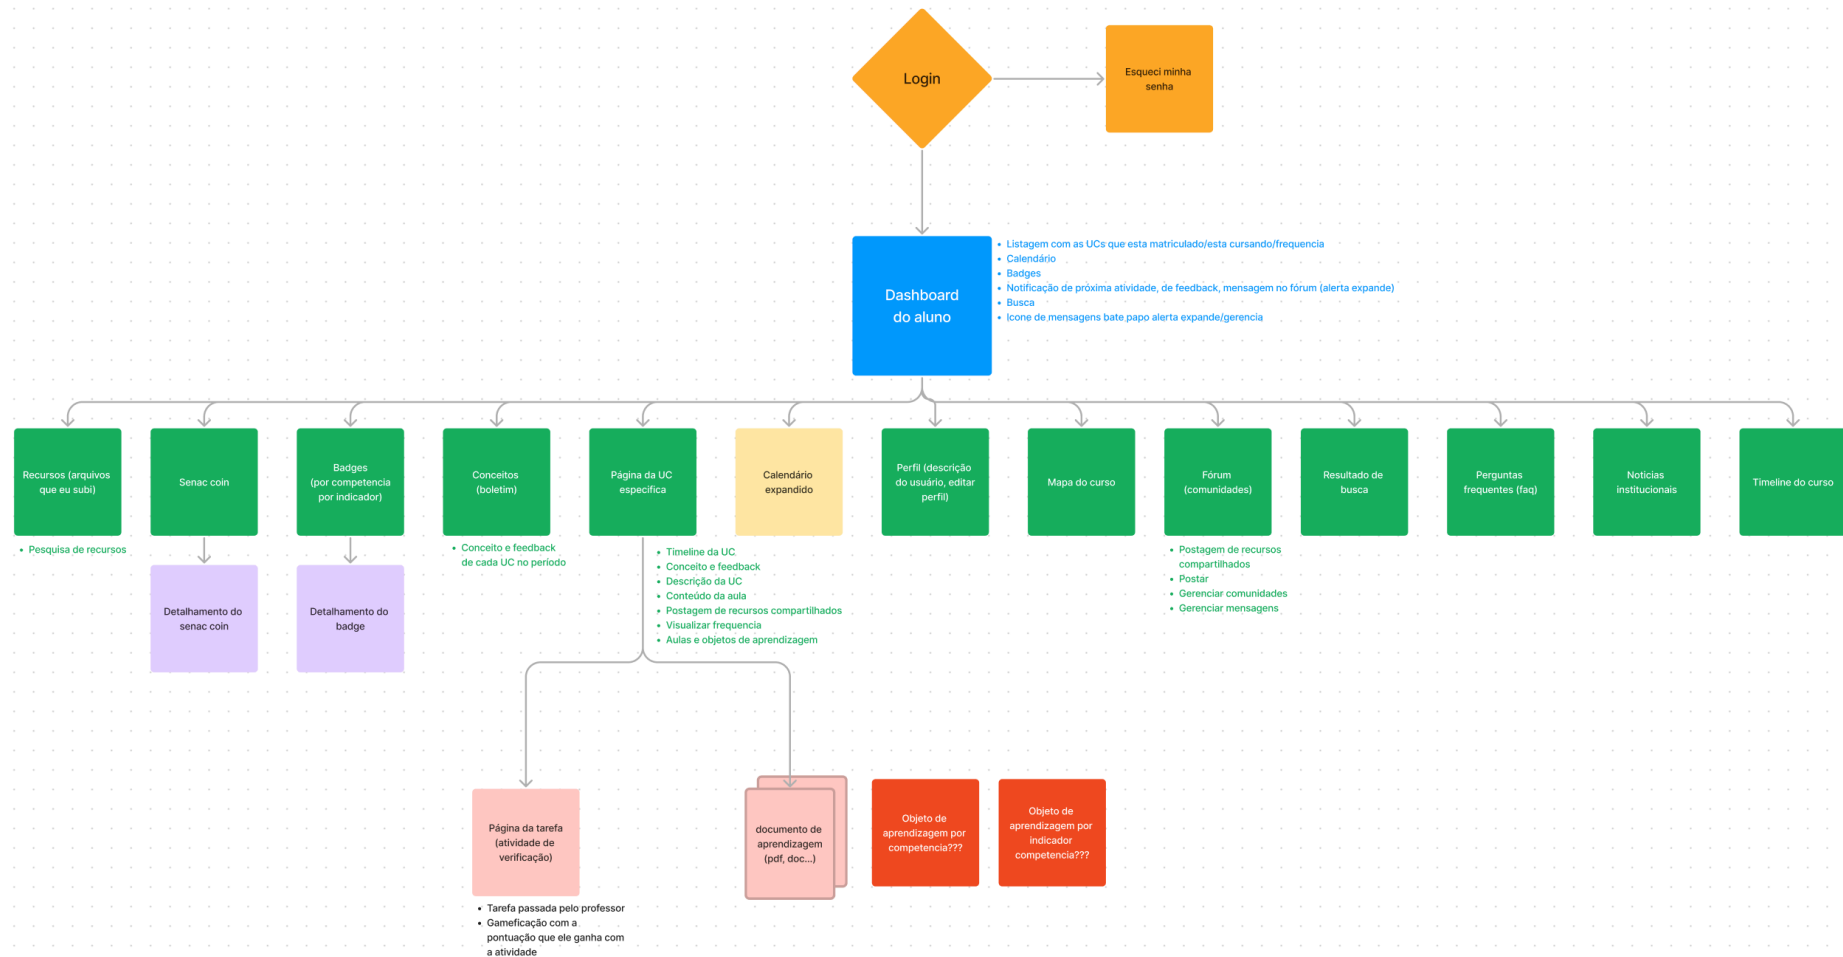 Login
Esqueci minha
senha
Dashboard
do aluno
• Listagem com as UCs que esta matriculado/esta cursando/frequencia
• Calendário
• Badges
• Notificação de próxima atividade, de feedback, mensagem no fórum (alerta expande)
• Busca
• Icone de mensagens bate papo alerta expande/gerencia
Recursos (arquivos
que eu subi)
• Pesquisa de recursos
Senac coin
Badges
(por competencia
por indicador)
Conceitos
(boletim)
• Conceito e feedback
de cada UC no período
Página da UC
especifica
• Timeline da UC
• Conceito e feedback
• Descrição da UC
• Conteúdo da aula
• Postagem de recursos compartilhados
• Visualizar frequencia
• Aulas e objetos de aprendizagem
Calendário
expandido
Perfil (descrição
do usuário, editar
perfil)
Mapa do curso
Fórum
(comunidades)
• Postagem de recursos
compartilhados
• Postar
• Gerenciar comunidades
• Gerenciar mensagens
Resultado de
busca
Perguntas
frequentes (faq)
Noticias
institucionais
Timeline do curso
Detalhamento do
senac coin
Detalhamento do
badge
Página da tarefa
(atividade de
verificação)
• Tarefa passada pelo professor
• Gameficação com a
pontuação que ele ganha com
a atividade
documento de
aprendizagem
(pdf, doc...)
Objeto de
aprendizagem por
competencia???
Objeto de
aprendizagem por
indicador
competencia???